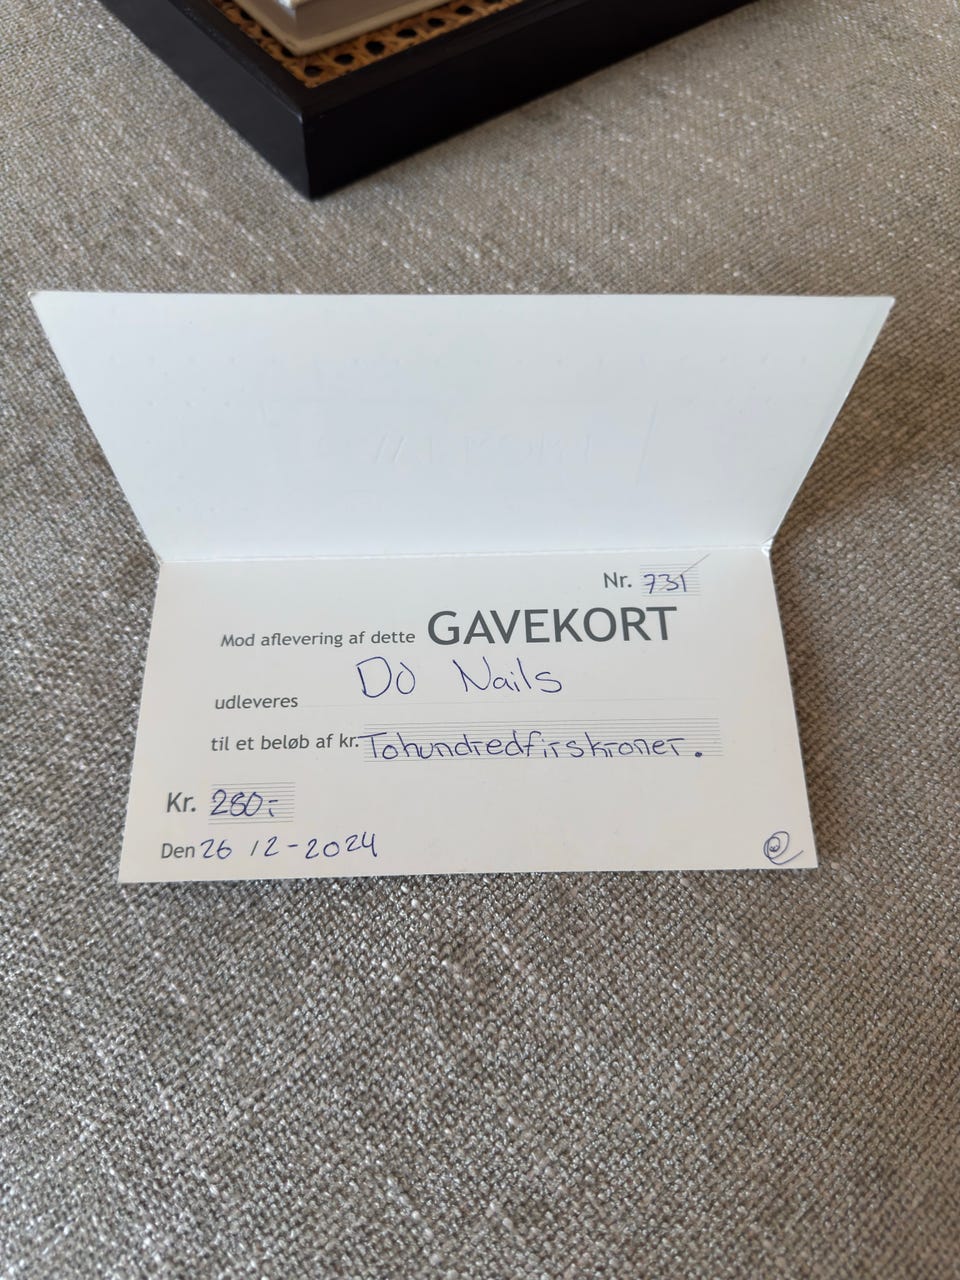 Nr. 731
Mod aflevering af dette GAVEKORT
udleveres DO Nails
til et beløb af kr. Tohundredfirskroner.
Kr. 280,-
Den 26 12-2024